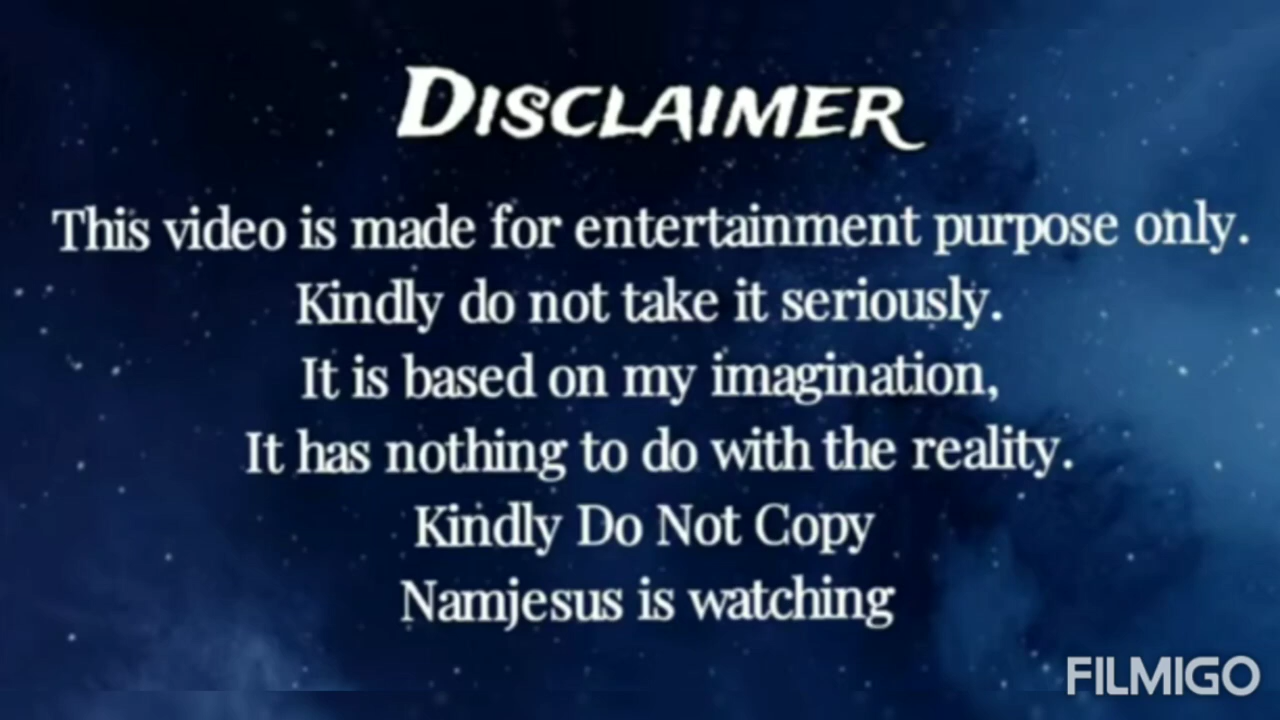 DISCLAIMER
This video is made for entertainment purpose only.
Kindly do not take it seriously.
It is based on my imagination,
It has nothing to do with the reality.
Kindly Do Not Copy
Namjesus is watching
FILMIGO